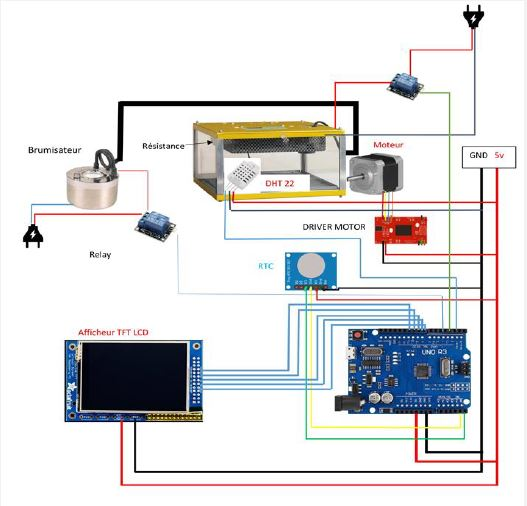 Brumisateur
Résistance
DHT 22
Moteur
GND 5v
DRIVER MOTOR
Relay
RTC
Afficheur TFT LCD
UNO R3